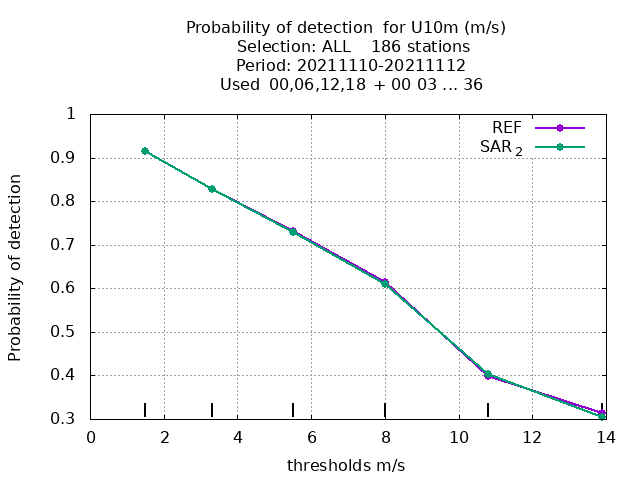 Probability of detection for U10m (m/s)
Selection: ALL 186 stations
Period: 20211110-20211112
Used 00,06,12,18 + 00 03 ... 36
REF
SAR 2
1
0.9
0.8
0.7
0.6
0.5
0.4
0.3
Probability of detection
0 2 4 6 8 10 12 14
thresholds m/s